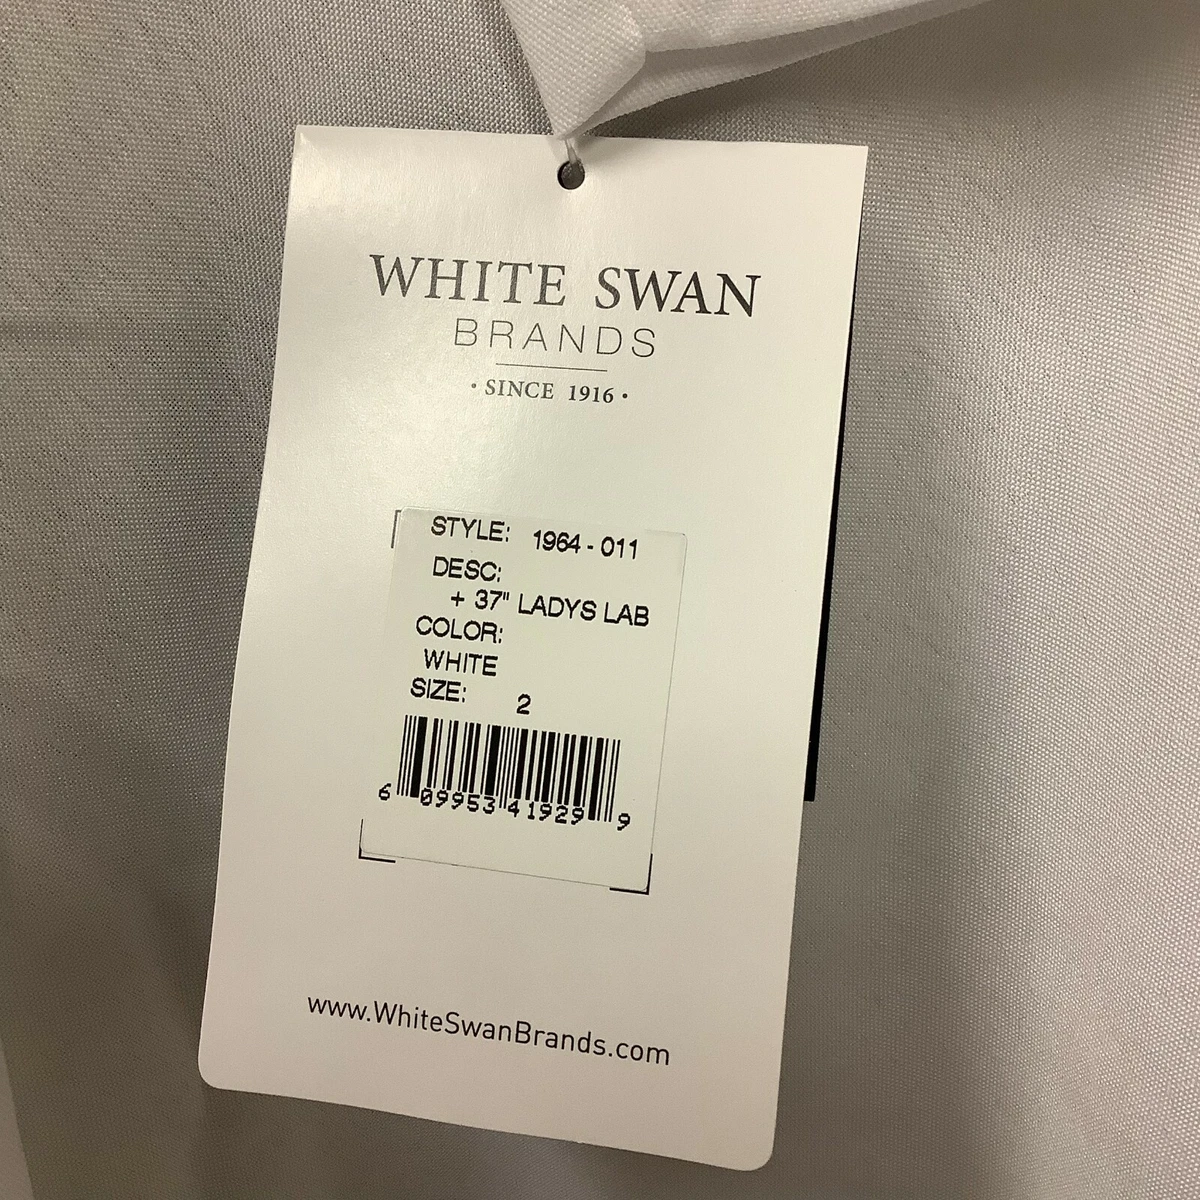 WHITE SWAN
BRANDS
• SINCE 1916 •
STYLE: 1964 - 011
DESC:
+ 37" LADYS LAB
COLOR:
WHITE
SIZE: 2
6 09953 41929 9
www.WhiteSwanBrands.com